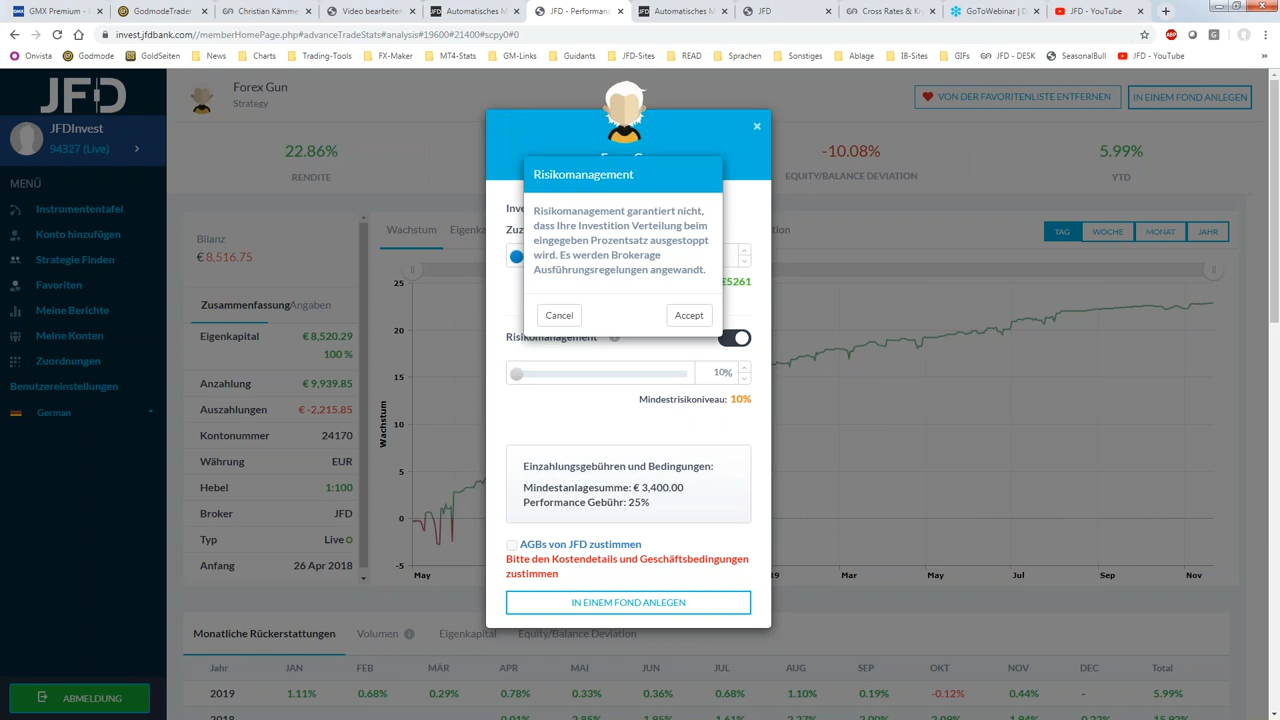 GMX Premium -
GodmodeTrader
Christian Kämme
Video bearbeiten
Automatisches M
JFD - Performanc
Automatisches M
JFD
Cross Rates & Kr
GoToWebinar | D
JFD - YouTube
invest.jfdbank.com//memberHomePage.php#advanceTradeStats#analysis#19600#21400#scpy0#0
Onvista
Godmode
GoldSeiten
News
Charts
Trading-Tools
FX-Maker
MT4-Stats
GM-Links
Guidants
JFD-Sites
READ
Sprachen
Sonstiges
Ablage
IB-Sites
GIFs
JFD - DESK
SeasonalBull
JFD - YouTube
JFD
JFDInvest
94327 (Live)
MENÜ
Instrumententafel
Konto hinzufügen
Strategie Finden
Favoriten
Meine Berichte
Meine Konten
Zuordnungen
Benutzereinstellungen
German
ABMELDUNG
Forex Gun
Strategy
VON DER FAVORITENLISTE ENTFERNEN
IN EINEM FOND ANLEGEN
22.86%
RENDITE
-10.08%
EQUITY/BALANCE DEVIATION
5.99%
YTD
Bilanz
€ 8,516.75
Zusammenfassung
Angaben
Eigenkapital € 8,520.29
100 %
Anzahlung € 9,939.85
Auszahlungen € -2,215.85
Kontonummer 24170
Währung EUR
Hebel 1:100
Broker JFD
Typ Live
Anfang 26 Apr 2018
Wachstum
TAG
WOCHE
MONAT
JAHR
Wachstum
25
20
15
10
5
0
-5
May
Mar
May
Jul
Sep
Nov
×
Risikomanagement
Risikomanagement garantiert nicht,
dass Ihre Investition Verteilung beim
eingegeben Prozentsatz ausgestoppt
wird. Es werden Brokerage
Ausführungsregelungen angewandt.
Cancel
Accept
Risikomanagement
10%
Mindestrisikoniveau: 10%
Einzahlungsgebühren und Bedingungen:
Mindestanlagesumme: € 3,400.00
Performance Gebühr: 25%
AGBs von JFD zustimmen
Bitte den Kostendetails und Geschäftsbedingungen
zustimmen
IN EINEM FOND ANLEGEN
Monatliche Rückerstattungen
Volumen
Eigenkapital
Equity/Balance Deviation
Jahr JAN FEB MÄR APR MAI JUN JUL AUG SEP OKT NOV DEC Total
2019 1.11% 0.68% 0.29% 0.78% 0.33% 0.36% 0.68% 1.10% 0.19% -0.12% 0.44% - 5.99%